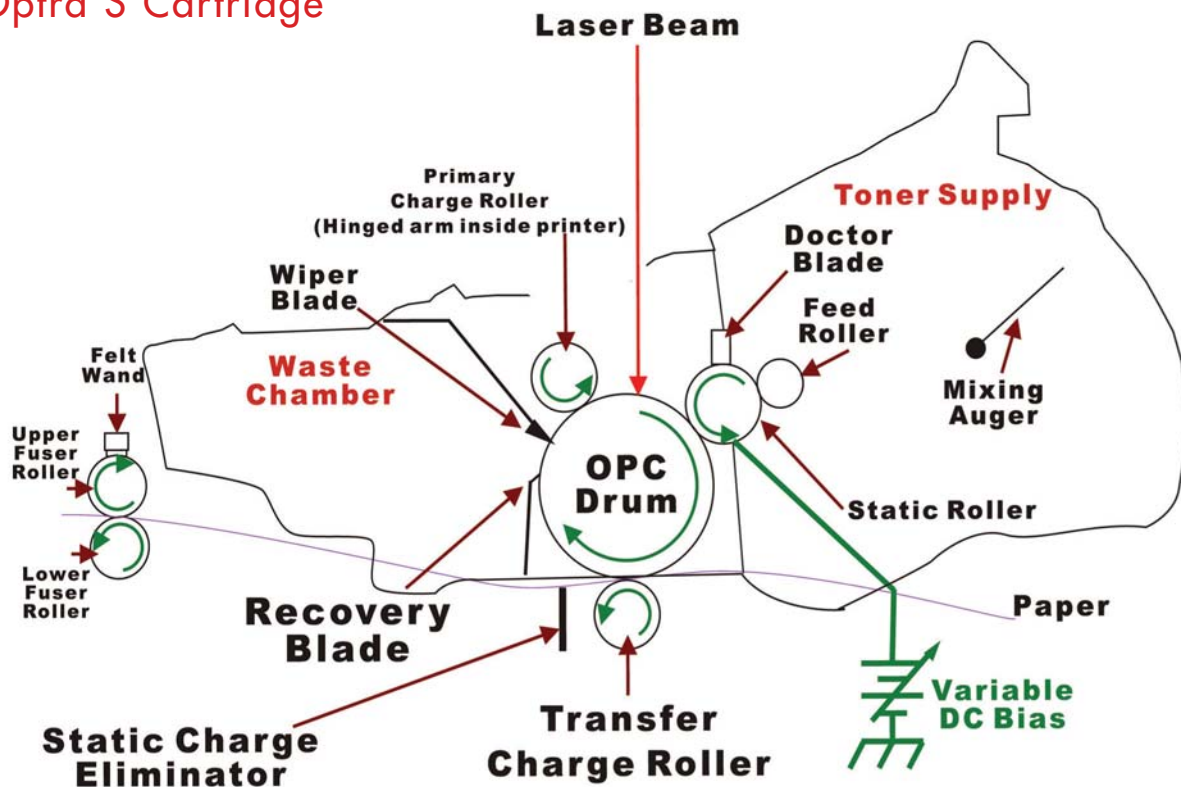 Optra S Cartridge
Laser Beam
Primary
Charge Roller
(Hinged arm inside printer)
Toner Supply
Doctor
Blade
Wiper
Blade
Feed
Roller
Felt
Wand
Waste
Chamber
Mixing
Auger
Upper
Fuser
Roller
OPC
Drum
Static Roller
Lower
Fuser
Roller
Recovery
Blade
Paper
Variable
DC Bias
Transfer
Charge Roller
Static Charge
Eliminator